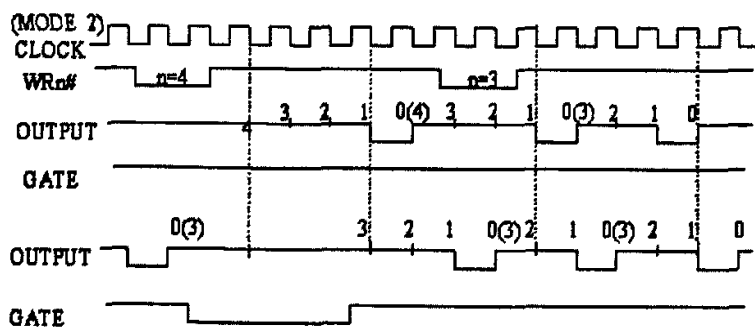 (MODE 2)
CLOCK
WRn# n=4 n=3
OUTPUT 4 3 2 1 0(4) 3 2 1 0(3) 2 1 0
GATE
OUTPUT 0(3) 3 2 1 0(3) 2 1 0(3) 2 1 0
GATE